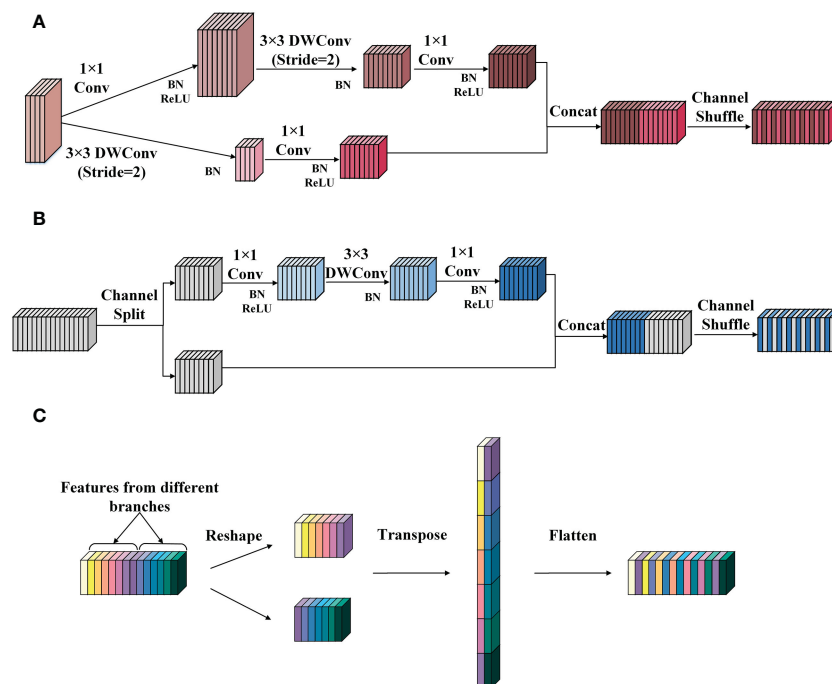 A
1×1
Conv
BN
ReLU
3×3 DWConv
(Stride=2)
BN
1×1
Conv
BN
ReLU
3×3 DWConv
(Stride=2)
BN
1×1
Conv
BN
ReLU
Concat
Channel
Shuffle
B
Channel
Split
1×1
Conv
BN
ReLU
3×3
DWConv
BN
1×1
Conv
BN
ReLU
Concat
Channel
Shuffle
C
Features from different
branches
Reshape
Transpose
Flatten